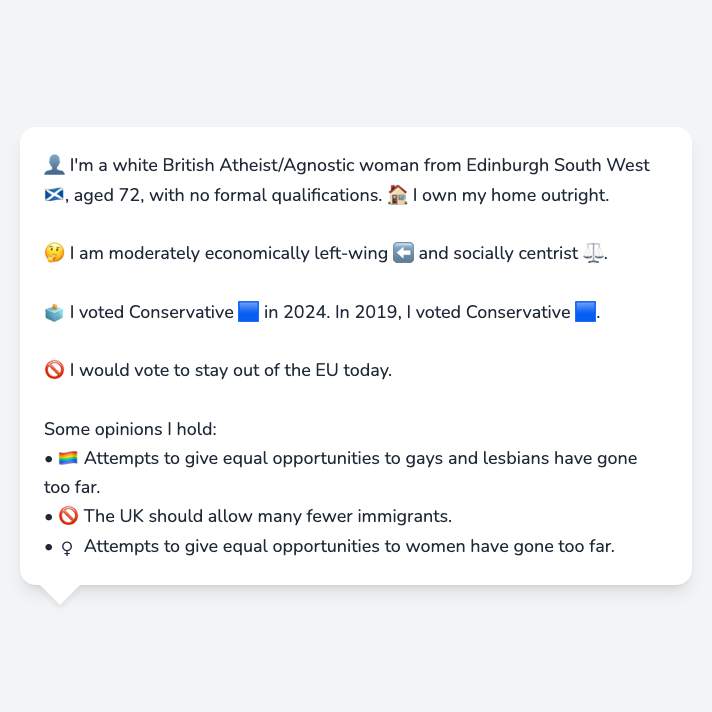 👤 I'm a white British Atheist/Agnostic woman from Edinburgh South West
🏴󠁧󠁢󠁳󠁣󠁴󠁿, aged 72, with no formal qualifications. 🏠 I own my home outright.
🤔 I am moderately economically left-wing ⬅️ and socially centrist ⚖️.
🗳️ I voted Conservative 🟦 in 2024. In 2019, I voted Conservative 🟦.
🚫 I would vote to stay out of the EU today.
Some opinions I hold:
• 🏳️‍🌈 Attempts to give equal opportunities to gays and lesbians have gone
too far.
• 🚫 The UK should allow many fewer immigrants.
• ♀ Attempts to give equal opportunities to women have gone too far.